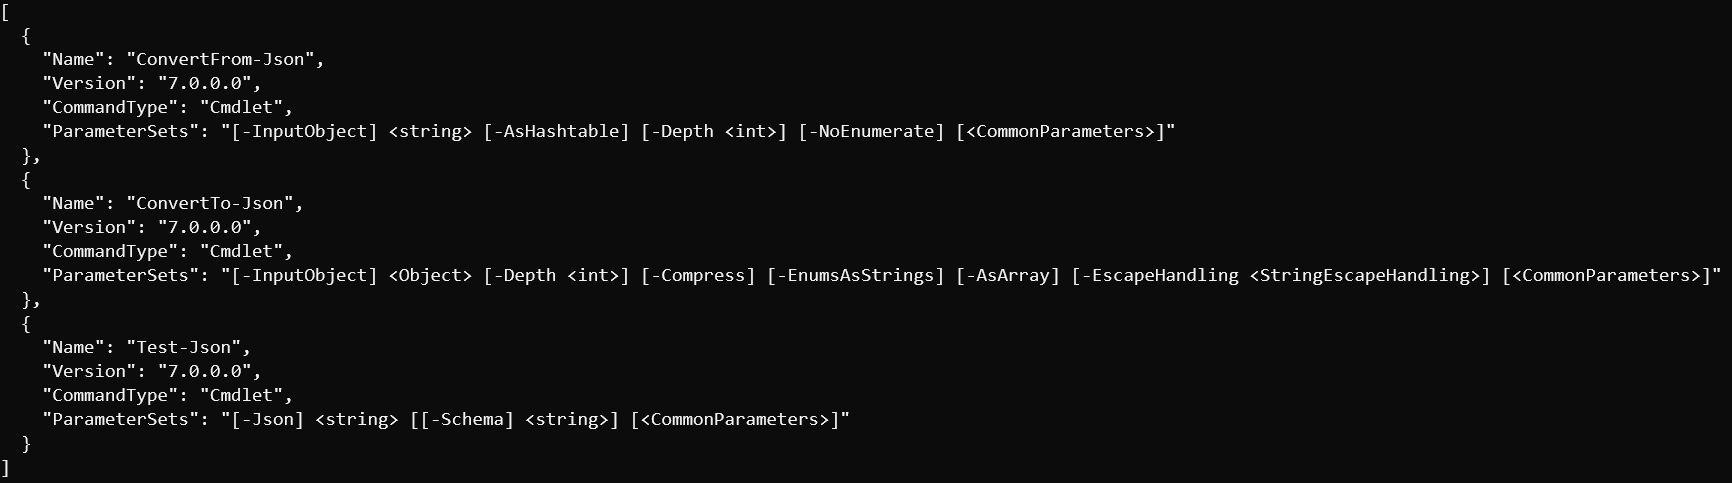 [
  {
    "Name": "ConvertFrom-Json",
    "Version": "7.0.0.0",
    "CommandType": "Cmdlet",
    "ParameterSets": "[-InputObject] <string> [-AsHashtable] [-Depth <int>] [-NoEnumerate] [<CommonParameters>]"
  },
  {
    "Name": "ConvertTo-Json",
    "Version": "7.0.0.0",
    "CommandType": "Cmdlet",
    "ParameterSets": "[-InputObject] <Object> [-Depth <int>] [-Compress] [-EnumsAsStrings] [-AsArray] [-EscapeHandling <StringEscapeHandling>] [<CommonParameters>]"
  },
  {
    "Name": "Test-Json",
    "Version": "7.0.0.0",
    "CommandType": "Cmdlet",
    "ParameterSets": "[-Json] <string> [[-Schema] <string>] [<CommonParameters>]"
  }
]